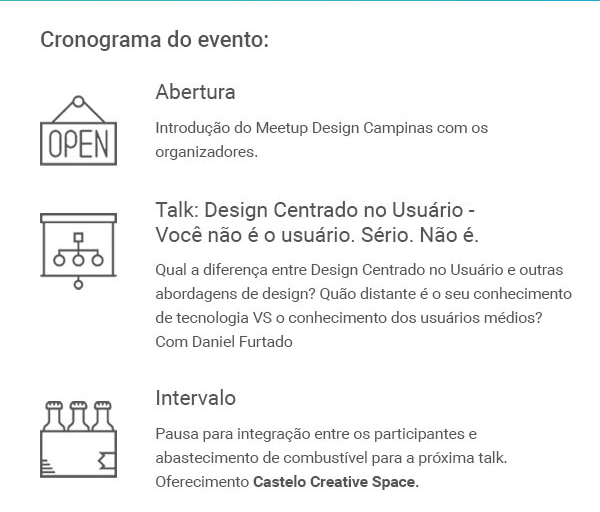 Cronograma do evento:
Abertura
Introdução do Meetup Design Campinas com os
organizadores.
OPEN
Talk: Design Centrado no Usuário -
Você não é o usuário. Sério. Não é.
Qual a diferença entre Design Centrado no Usuário e outras
abordagens de design? Quão distante é o seu conhecimento
de tecnologia VS o conhecimento dos usuários médios?
Com Daniel Furtado
Intervalo
Pausa para integração entre os participantes e
abastecimento de combustível para a próxima talk.
Oferecimento Castelo Creative Space.